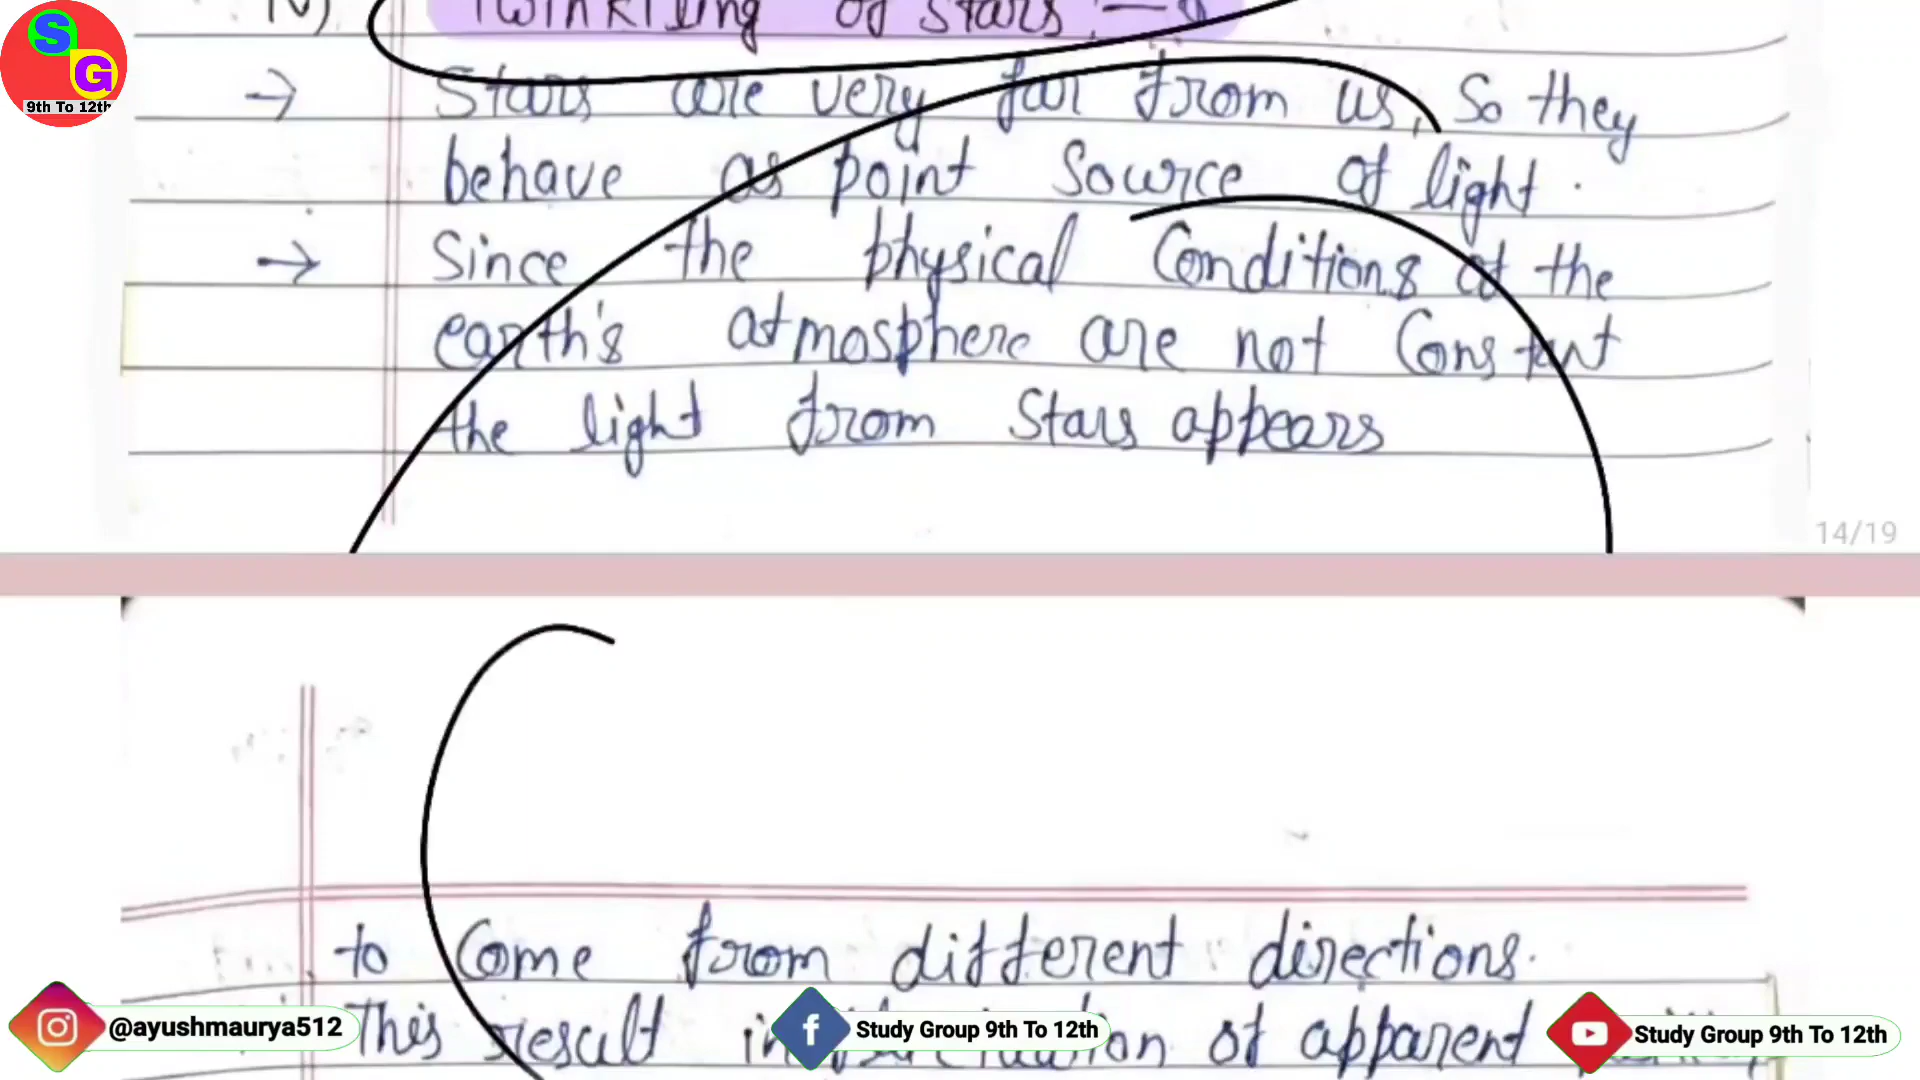 S
G
9th To 12th
iv) Twinkling of stars :-
→ Stars are very far from us, So they
behave as point Source of light.
→ Since the physical Conditions of the
earth's atmosphere are not Constant
the light from Stars appears
14/19
to Come from different directions.
This result in of apparent
@ayushmaurya512
Study Group 9th To 12th
Study Group 9th To 12th